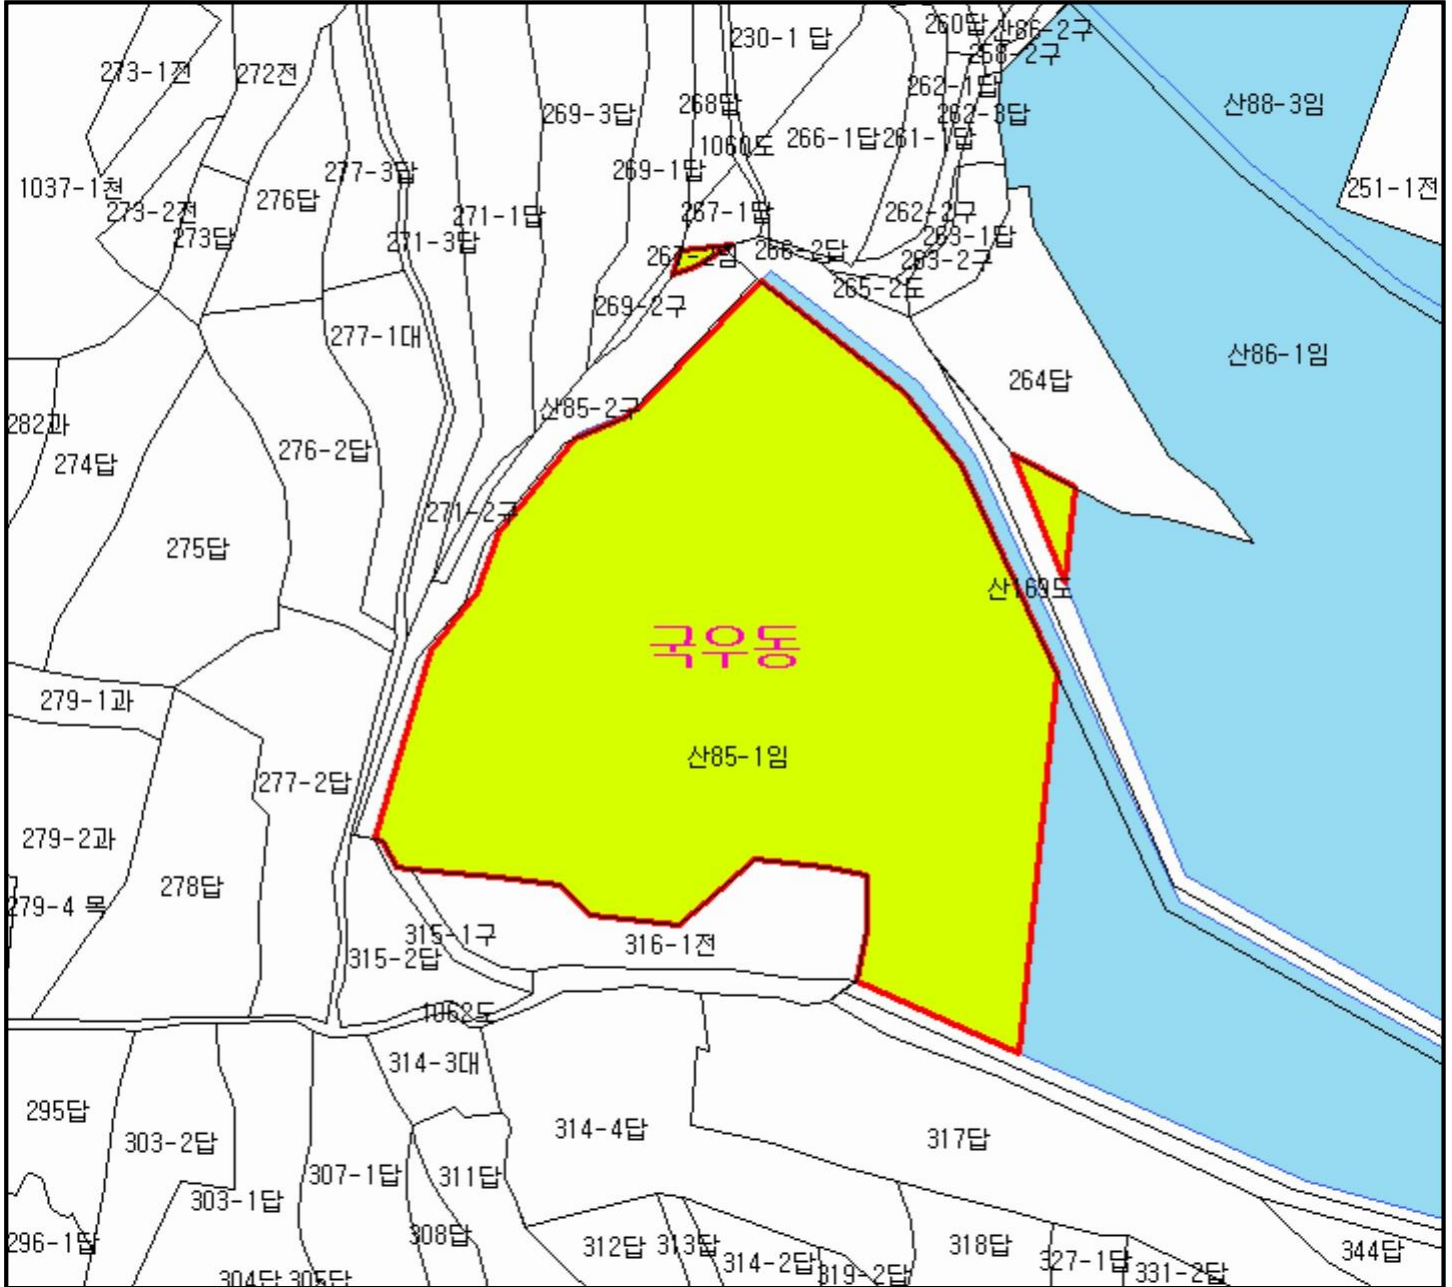 230-1 답
260답
산86-2구
268-2구
273-1전
272전
262-1답
산88-3임
269-3답
268답
262-3답
266-1답
261-1답
1060도
277-3답
269-1답
1037-1천
276답
251-1전
273-2전
271-1답
267-1답
262-2구
273답
271-3답
263-1답
266-2답
267-2임
263-2구
265-2도
269-2구
277-1대
산86-1임
264답
산85-2구
282과
274답
276-2답
271-2구
275답
산169도
국우동
279-1과
산85-1임
277-2답
279-2과
278답
279-4 목
315-1구
316-1전
315-2답
1062도
314-3대
295답
314-4답
303-2답
317답
307-1답
311답
303-1답
308답
296-1답
312답
313답
318답
344답
314-2답
327-1답
319-2답
331-2답
304답
305답